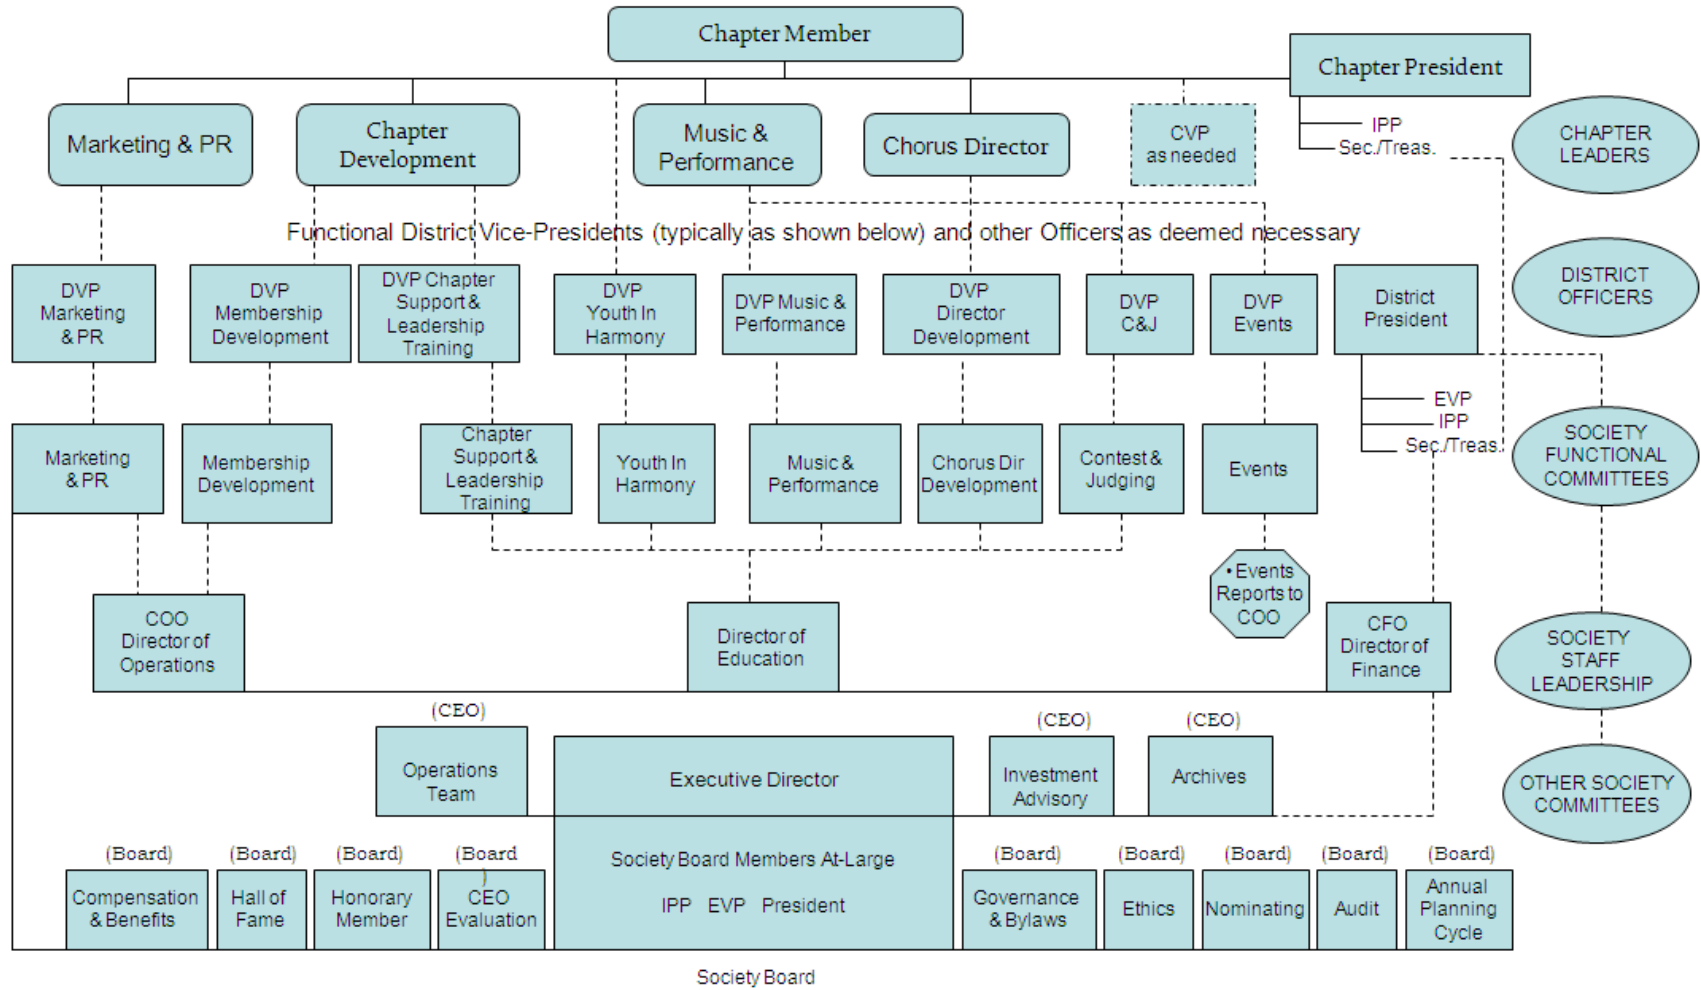 Chapter Member
Chapter President
IPP
Sec./Treas.
Marketing & PR
Chapter
Development
Music &
Performance
Chorus Director
CVP
as needed
CHAPTER
LEADERS
Functional District Vice-Presidents (typically as shown below) and other Officers as deemed necessary
DVP
Marketing
& PR
DVP
Membership
Development
DVP Chapter
Support &
Leadership
Training
DVP
Youth In
Harmony
DVP Music &
Performance
DVP
Director
Development
DVP
C&J
DVP
Events
District
President
DISTRICT
OFFICERS
EVP
IPP
Sec./Treas.
Marketing
& PR
Membership
Development
Chapter
Support &
Leadership
Training
Youth In
Harmony
Music &
Performance
Chorus Dir
Development
Contest &
Judging
Events
SOCIETY
FUNCTIONAL
COMMITTEES
• Events
Reports to
COO
COO
Director of
Operations
Director of
Education
CFO
Director of
Finance
SOCIETY
STAFF
LEADERSHIP
(CEO)
Operations
Team
Executive Director
(CEO)
Investment
Advisory
(CEO)
Archives
OTHER SOCIETY
COMMITTEES
Society Board Members At-Large
IPP EVP President
(Board)
Compensation
& Benefits
(Board)
Hall of
Fame
(Board)
Honorary
Member
(Board
)
CEO
Evaluation
(Board)
Governance
& Bylaws
(Board)
Ethics
(Board)
Nominating
(Board)
Audit
(Board)
Annual
Planning
Cycle
Society Board